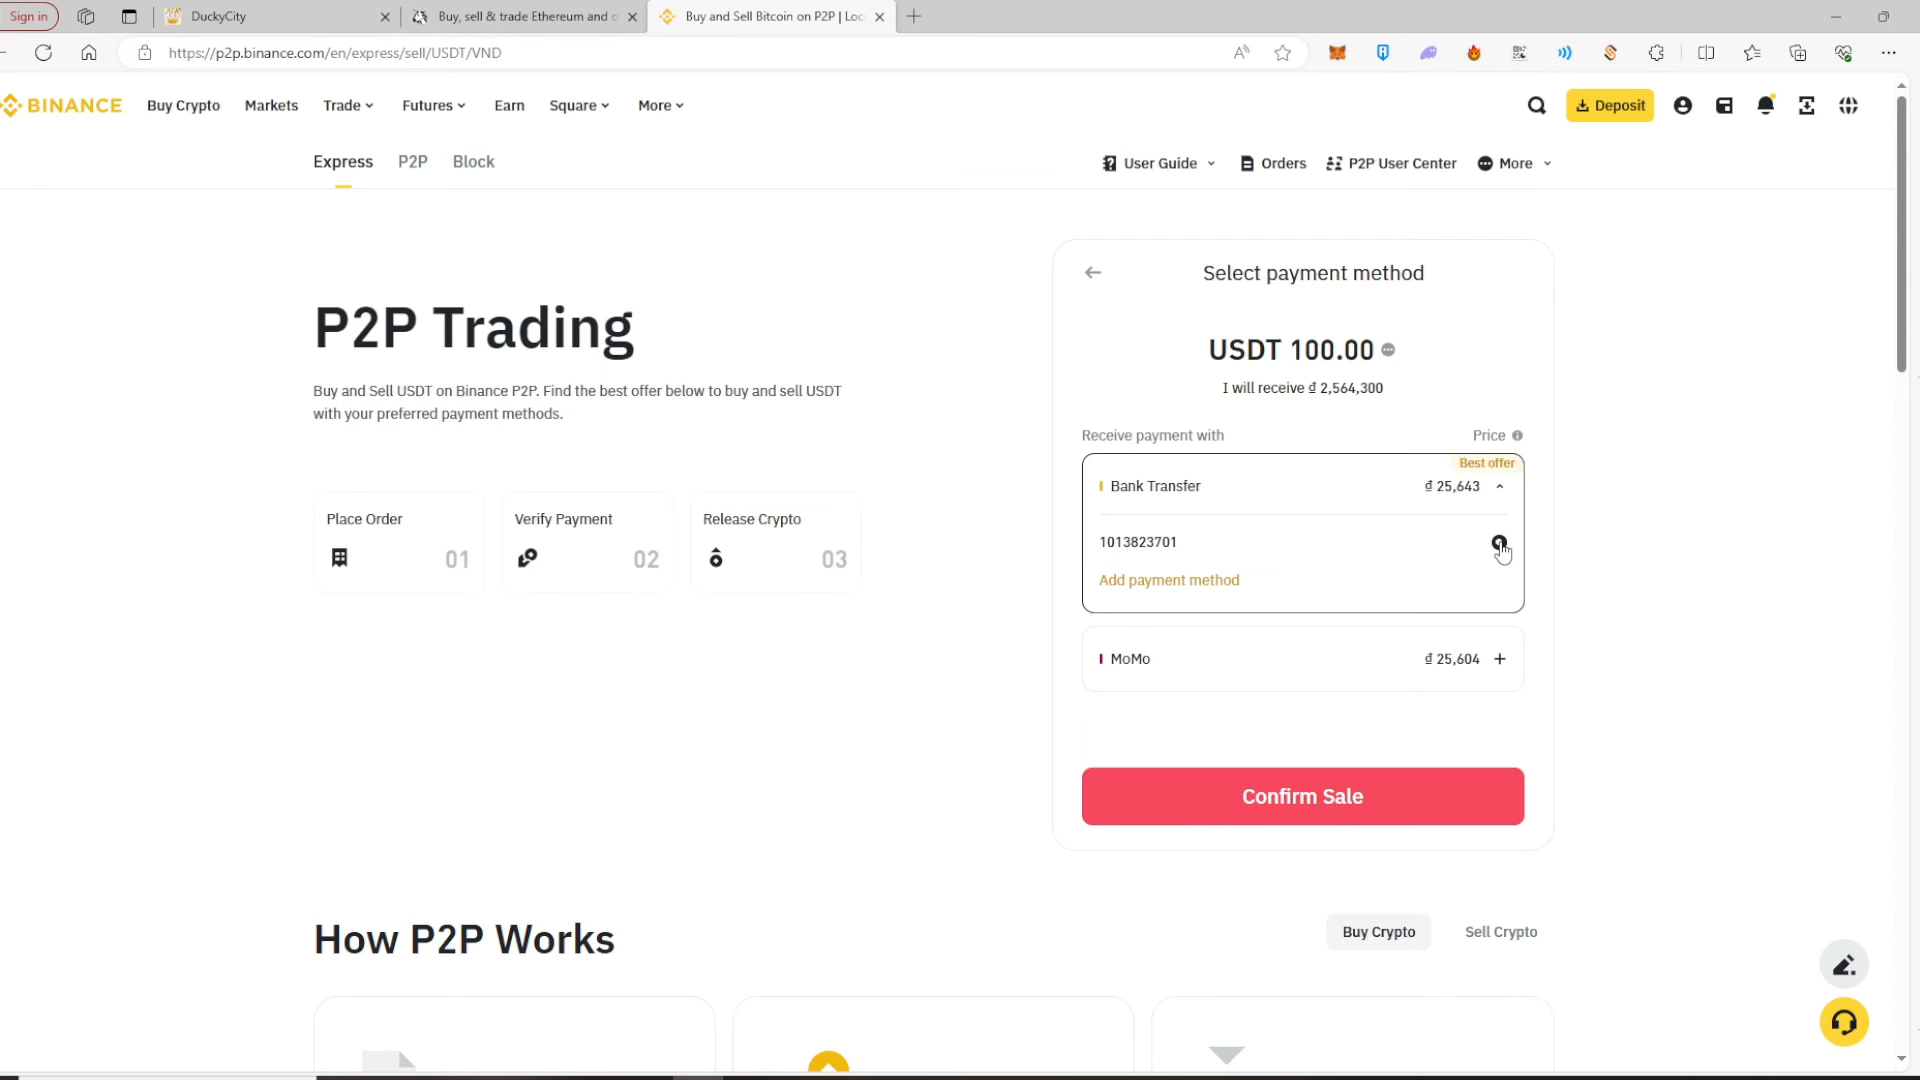 Sign in
DuckyCity
Buy, sell & trade Ethereum and o
Buy and Sell Bitcoin on P2P | Loc
https://p2p.binance.com/en/express/sell/USDT/VND
BINANCE
Buy Crypto
Markets
Trade
Futures
Earn
Square
More
Deposit
Express
P2P
Block
User Guide
Orders
P2P User Center
More
P2P Trading
Buy and Sell USDT on Binance P2P. Find the best offer below to buy and sell USDT
with your preferred payment methods.
Place Order
01
Verify Payment
02
Release Crypto
03
Select payment method
USDT 100.00
I will receive ₫ 2,564,300
Receive payment with
Price
Best offer
Bank Transfer
₫ 25,643
1013823701
Add payment method
MoMo
₫ 25,604
Confirm Sale
How P2P Works
Buy Crypto
Sell Crypto